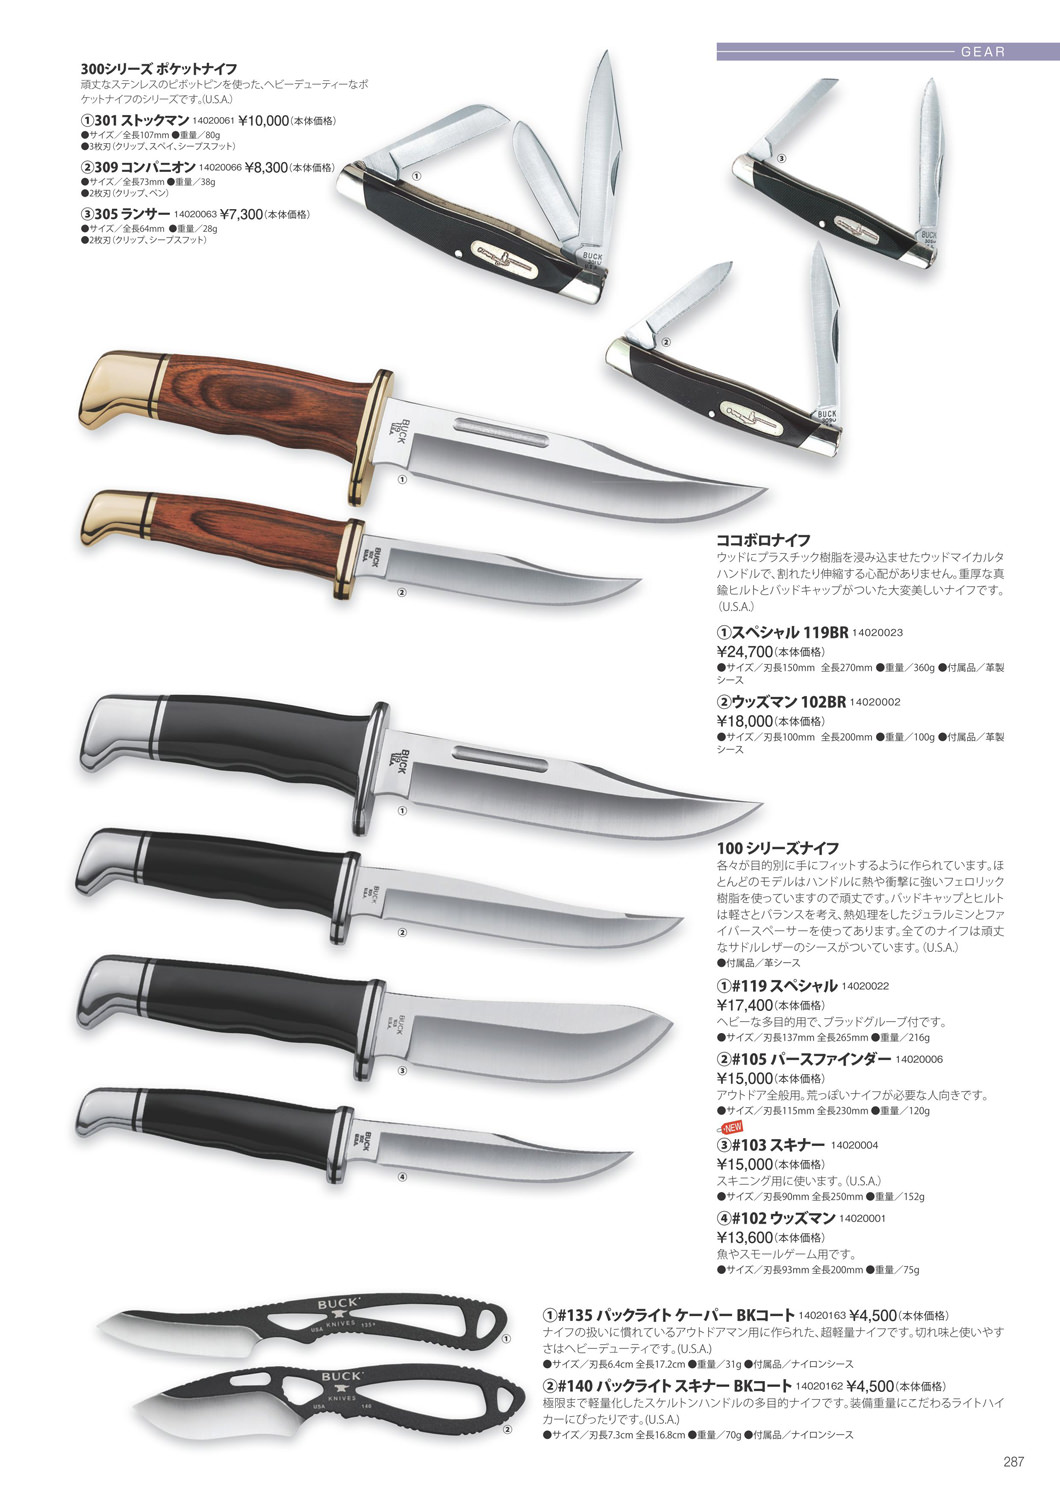 GEAR
300シリーズ ポケットナイフ
頑丈なステンレスのピボットピンを使った、ヘビーデューティーなポ
ケットナイフのシリーズです。(U.S.A.)
①301 ストックマン 14020061 ¥10,000(本体価格)
●サイズ／全長107mm ●重量／80g
●3枚刃(クリップ、スペイ、シープスフット)
②309 コンパニオン 14020066 ¥8,300(本体価格)
●サイズ／全長73mm ●重量／38g
●2枚刃(クリップ、ペン)
③305 ランサー 14020063 ¥7,300(本体価格)
●サイズ／全長64mm ●重量／28g
●2枚刃(クリップ、シープスフット)
①
BUCK
③
BUCK
②
BUCK
BUCK
119
U.S.A.
①
BUCK
102
U.S.A.
②
ココボロナイフ
ウッドにプラスチック樹脂を浸み込ませたウッドマイカルタ
ハンドルで、割れたり伸縮する心配がありません。重厚な真
鍮ヒルトとバッドキャップがついた大変美しいナイフです。
(U.S.A.)
①スペシャル 119BR 14020023
¥24,700(本体価格)
●サイズ／刃長150mm 全長270mm ●重量／360g ●付属品／革製
シース
②ウッズマン 102BR 14020002
¥18,000(本体価格)
●サイズ／刃長100mm 全長200mm ●重量／100g ●付属品／革製
シース
BUCK
119
U.S.A.
①
BUCK
105
U.S.A.
②
BUCK
103
U.S.A.
③
BUCK
102
U.S.A.
④
100 シリーズナイフ
各々が目的別に手にフィットするように作られています。ほ
とんどのモデルはハンドルに熱や衝撃に強いフェロリック
樹脂を使っていますので頑丈です。バッドキャップとヒルト
は軽さとバランスを考え、熱処理をしたジュラルミンとファ
イバースペーサーを使ってあります。全てのナイフは頑丈
なサドルレザーのシースがついています。(U.S.A.)
●付属品／革シース
①#119 スペシャル 14020022
¥17,400(本体価格)
ヘビーな多目的用で、ブラッドグルーブ付です。
●サイズ／刃長137mm 全長265mm ●重量／216g
②#105 パースファインダー 14020006
¥15,000(本体価格)
アウトドア全般用。荒っぽいナイフが必要な人向きです。
●サイズ／刃長115mm 全長230mm ●重量／120g
NEW
③#103 スキナー 14020004
¥15,000(本体価格)
スキニング用に使います。(U.S.A.)
●サイズ／刃長90mm 全長250mm ●重量／152g
④#102 ウッズマン 14020001
¥13,600(本体価格)
魚やスモールゲーム用です。
●サイズ／刃長93mm 全長200mm ●重量／75g
BUCK
USA KNIVES 135
①
BUCK
KNIVES
USA 140
②
①#135 パックライト ケーパー BKコート 14020163 ¥4,500(本体価格)
ナイフの扱いに慣れているアウトドアマン用に作られた、超軽量ナイフです。切れ味と使いやす
さはヘビーデューティです。(U.S.A.)
●サイズ／刃長6.4cm 全長17.2cm ●重量／31g ●付属品／ナイロンシース
②#140 パックライト スキナー BKコート 14020162 ¥4,500(本体価格)
極限まで軽量化したスケルトンハンドルの多目的ナイフです。装備重量にこだわるライトハイ
カーにぴったりです。(U.S.A.)
●サイズ／刃長7.3cm 全長16.8cm ●重量／70g ●付属品／ナイロンシース
287